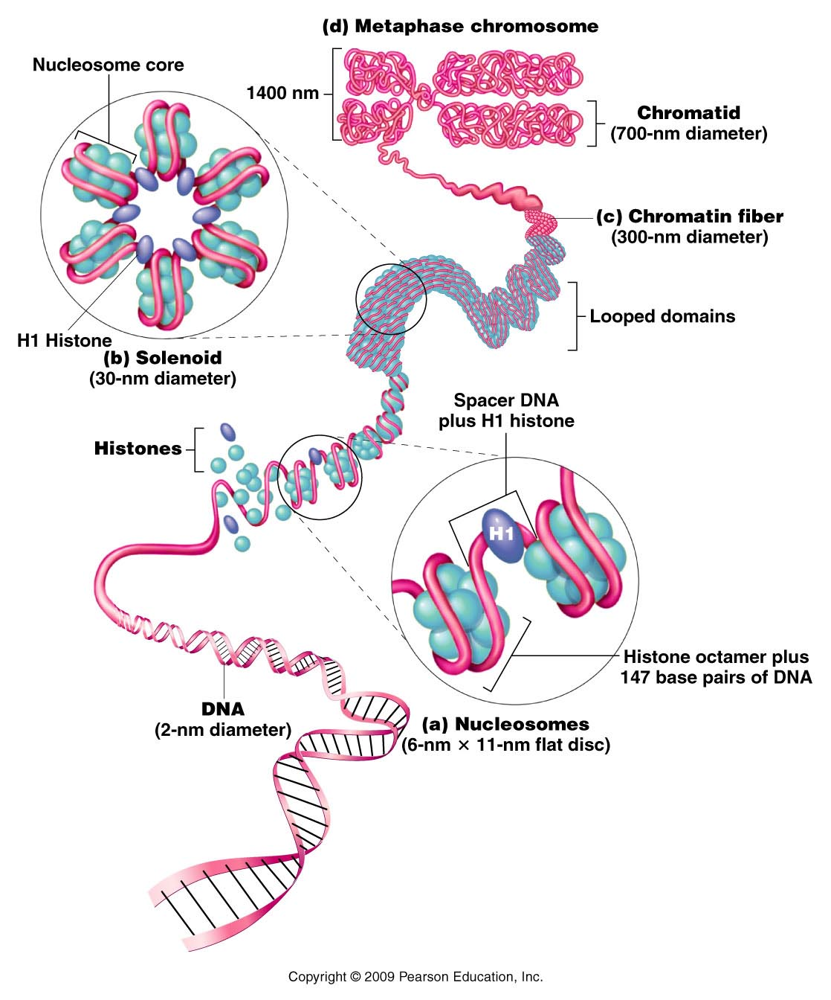 (d) Metaphase chromosome
Nucleosome core
1400 nm
Chromatid
(700-nm diameter)
(c) Chromatin fiber
(300-nm diameter)
Looped domains
H1 Histone
(b) Solenoid
(30-nm diameter)
Spacer DNA
plus H1 histone
Histones
H1
Histone octamer plus
147 base pairs of DNA
DNA
(2-nm diameter)
(a) Nucleosomes
(6-nm × 11-nm flat disc)
Copyright © 2009 Pearson Education, Inc.